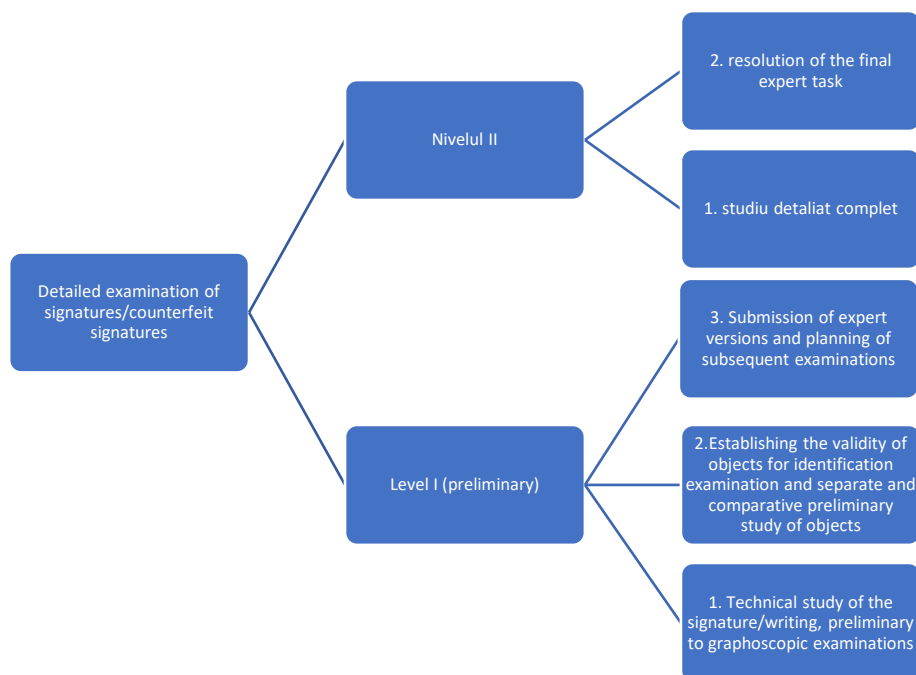 2. resolution of the final
expert task
Nivelul II
1. studiu detaliat complet
Detailed examination of
signatures/counterfeit
signatures
3. Submission of expert
versions and planning of
subsequent examinations
Level I (preliminary)
2.Establishing the validity of
objects for identification
examination and separate and
comparative preliminary
study of objects
1. Technical study of the
signature/writing, preliminary
to graphoscopic examinations